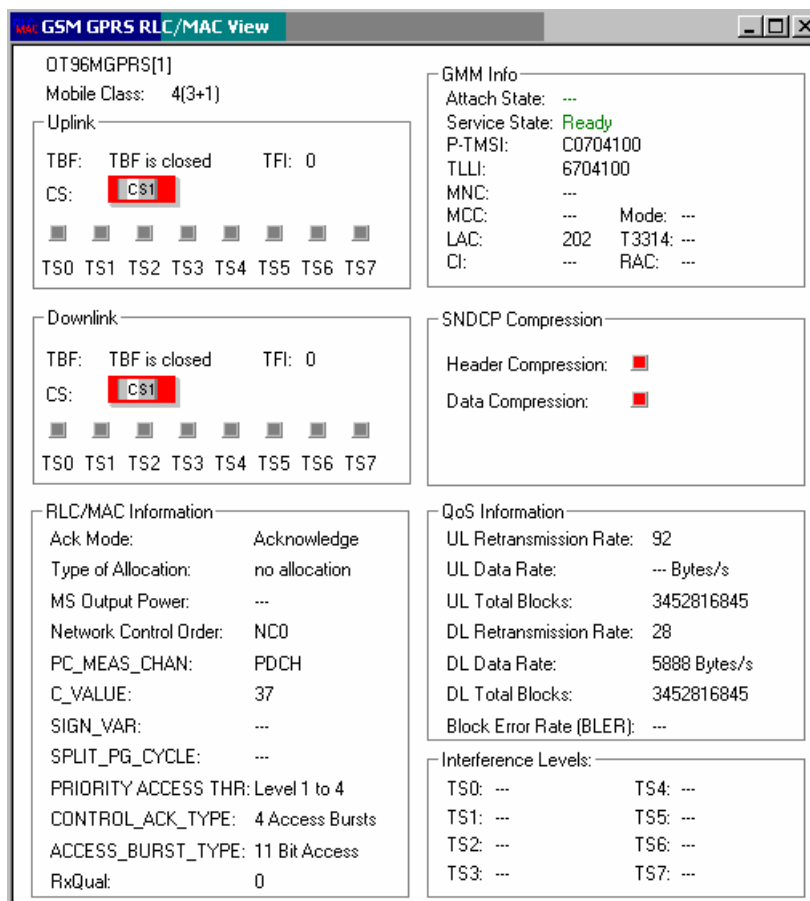 RLC MAC GSM GPRS RLC/MAC View
OT96MGPRS[1]
Mobile Class: 4(3+1)
Uplink
TBF: TBF is closed TFI: 0
CS: CS1
TS0 TS1 TS2 TS3 TS4 TS5 TS6 TS7
Downlink
TBF: TBF is closed TFI: 0
CS: CS1
TS0 TS1 TS2 TS3 TS4 TS5 TS6 TS7
RLC/MAC Information
Ack Mode: Acknowledge
Type of Allocation: no allocation
MS Output Power: ---
Network Control Order: NC0
PC_MEAS_CHAN: PDCH
C_VALUE: 37
SIGN_VAR: ---
SPLIT_PG_CYCLE: ---
PRIORITY ACCESS THR: Level 1 to 4
CONTROL_ACK_TYPE: 4 Access Bursts
ACCESS_BURST_TYPE: 11 Bit Access
RxQual: 0
GMM Info
Attach State: ---
Service State: Ready
P-TMSI: C0704100
TLLI: 6704100
MNC: ---
MCC: --- Mode: ---
LAC: 202 T3314: ---
CI: --- RAC: ---
SNDCP Compression
Header Compression:
Data Compression:
QoS Information
UL Retransmission Rate: 92
UL Data Rate: --- Bytes/s
UL Total Blocks: 3452816845
DL Retransmission Rate: 28
DL Data Rate: 5888 Bytes/s
DL Total Blocks: 3452816845
Block Error Rate (BLER): ---
Interference Levels:
TS0: --- TS4: ---
TS1: --- TS5: ---
TS2: --- TS6: ---
TS3: --- TS7: ---